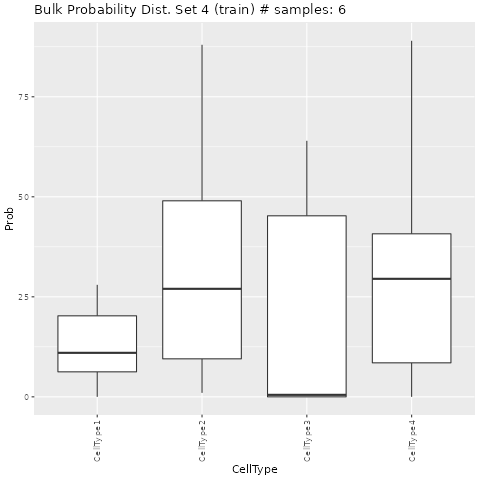 Bulk Probability Dist. Set 4 (train) # samples: 6
Prob
75
50
25
0
CellType1
CellType2
CellType3
CellType4
CellType